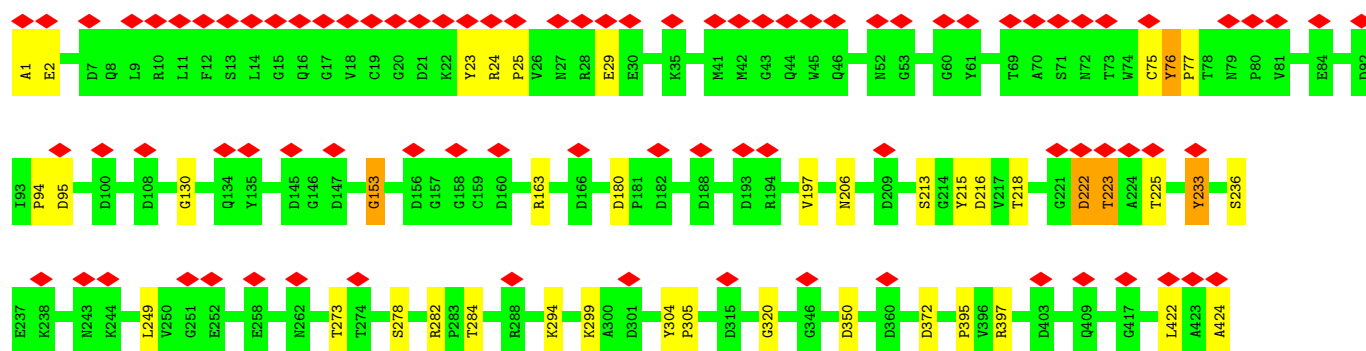 A1 E2 D7 Q8 L9 R10 L11 F12 S13 L14 G15 Q16 G17 V18 C19 G20 D21 K22 Y23 R24 P25 V26 N27 R28 E29 E30 K35 M41 M42 G43 Q44 W45 Q46 N52 G53 G60 Y61 T69 A70 S71 N72 T73 W74 C75 Y76 P77 T78 N79 P80 V81 E84 D92
I93 P94 D95 D100 D108 G130 Q134 Y135 D145 G146 D147 G153 D156 G157 G158 C159 D160 R163 D166 D180 P181 D182 D188 D193 R194 V197 N206 D209 S213 G214 Y215 D216 V217 T218 G221 D222 T223 A224 T225 Y233 S236
E237 K238 N243 K244 L249 V250 G251 E252 E258 N262 T273 T274 S278 R282 P283 T284 R288 K294 K299 A300 D301 Y304 P305 D315 G320 G346 D350 D360 D372 P395 V396 R397 D403 Q409 G417 L422 A423 A424